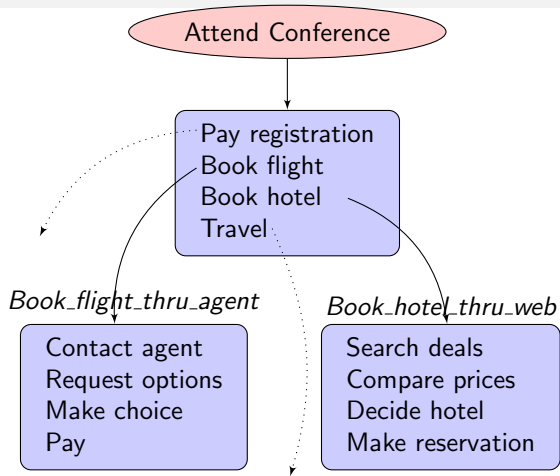 Attend Conference
Pay registration
Book flight
Book hotel
Travel
Book_flight_thru_agent
Book_hotel_thru_web
Contact agent
Request options
Make choice
Pay
Search deals
Compare prices
Decide hotel
Make reservation